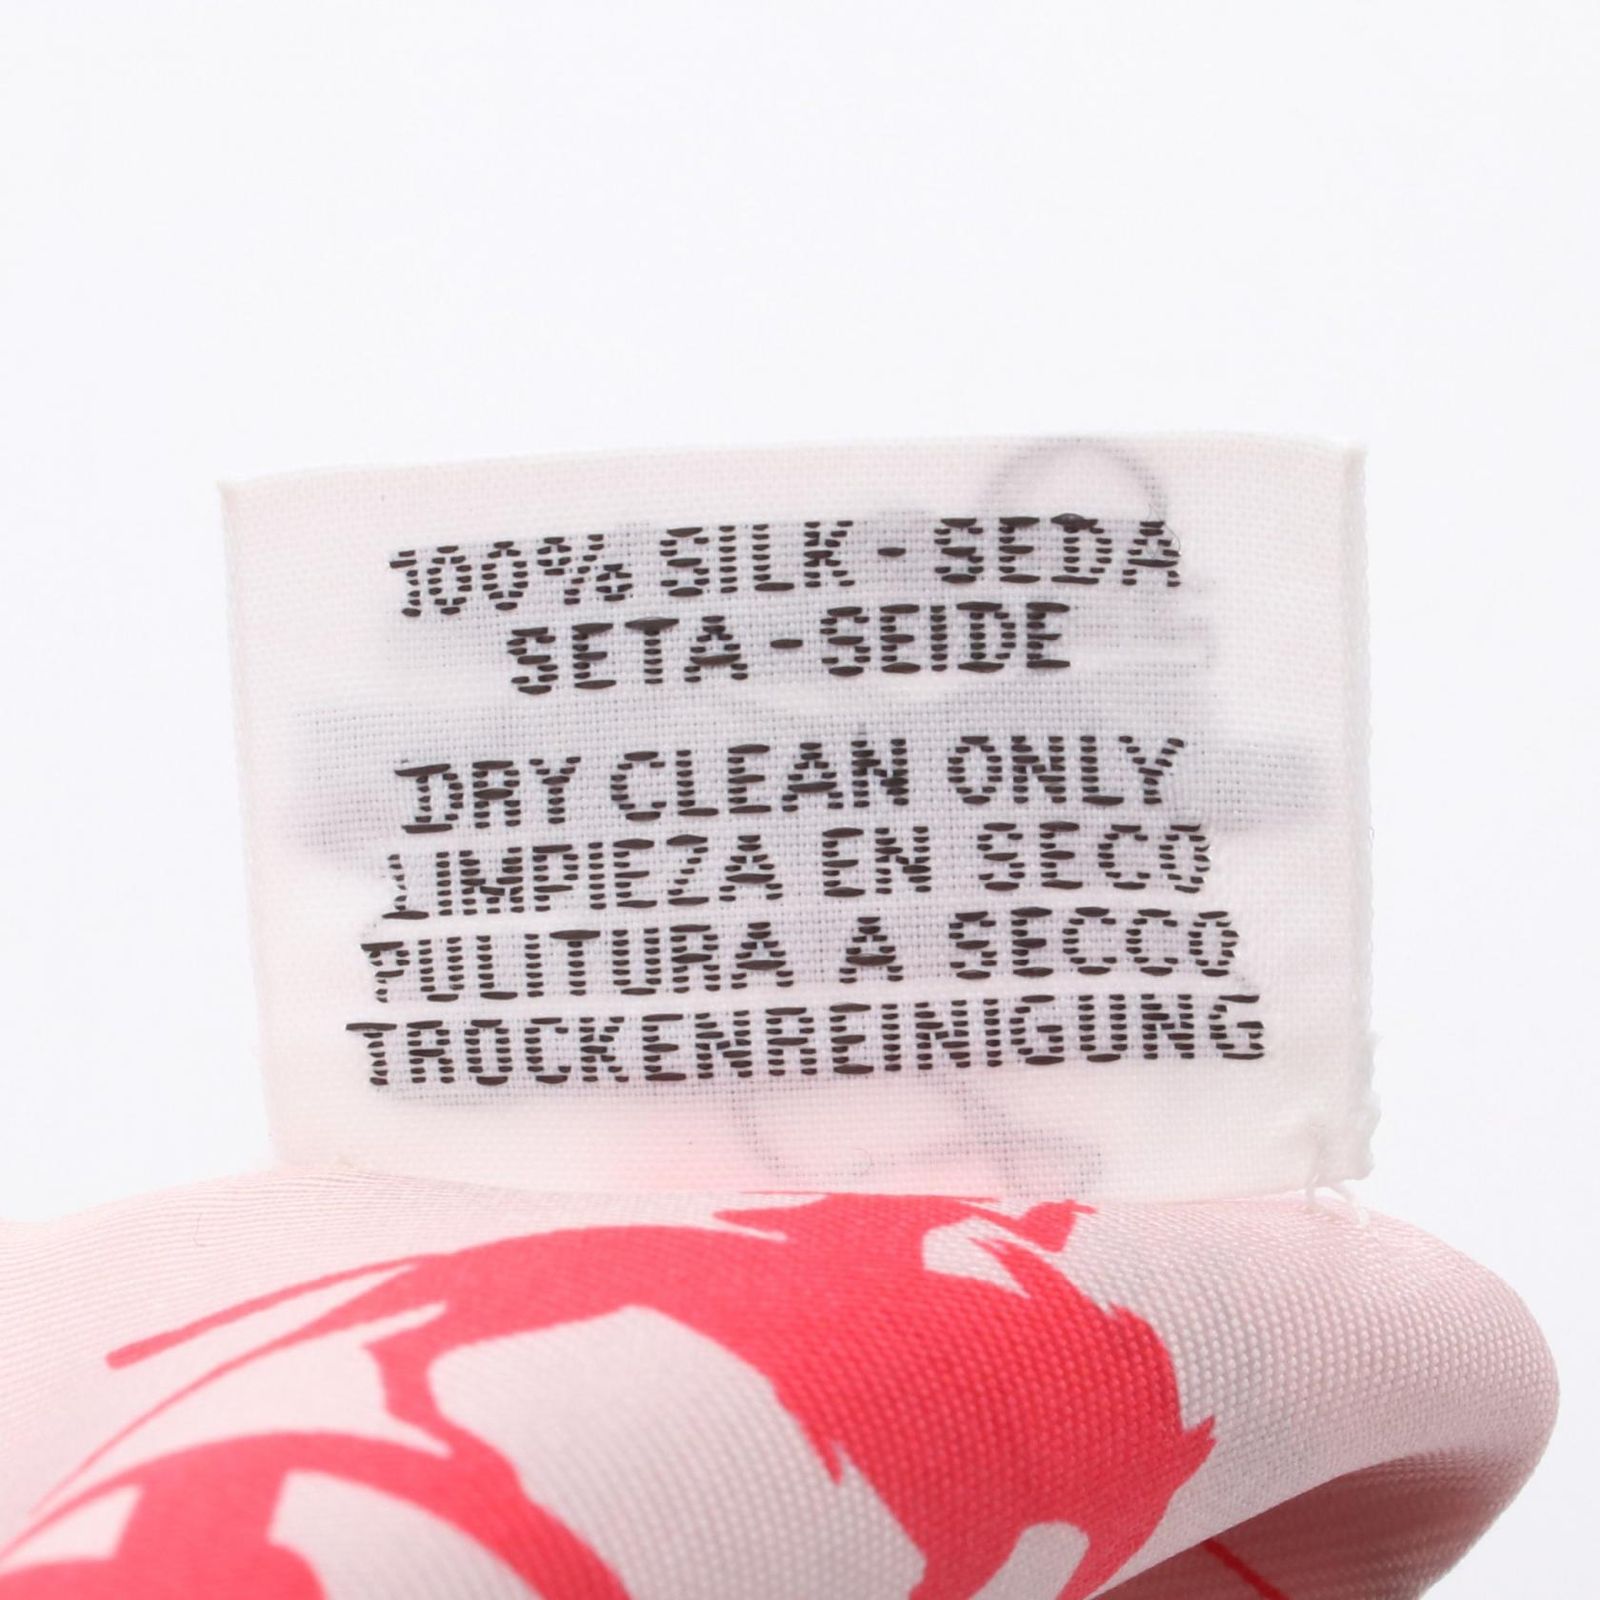 100% SILK - SEDA
SETA - SEIDE
DRY CLEAN ONLY
LIMPIEZA EN SECO
PULITURA A SECCO
TROCKENREINIGUNG